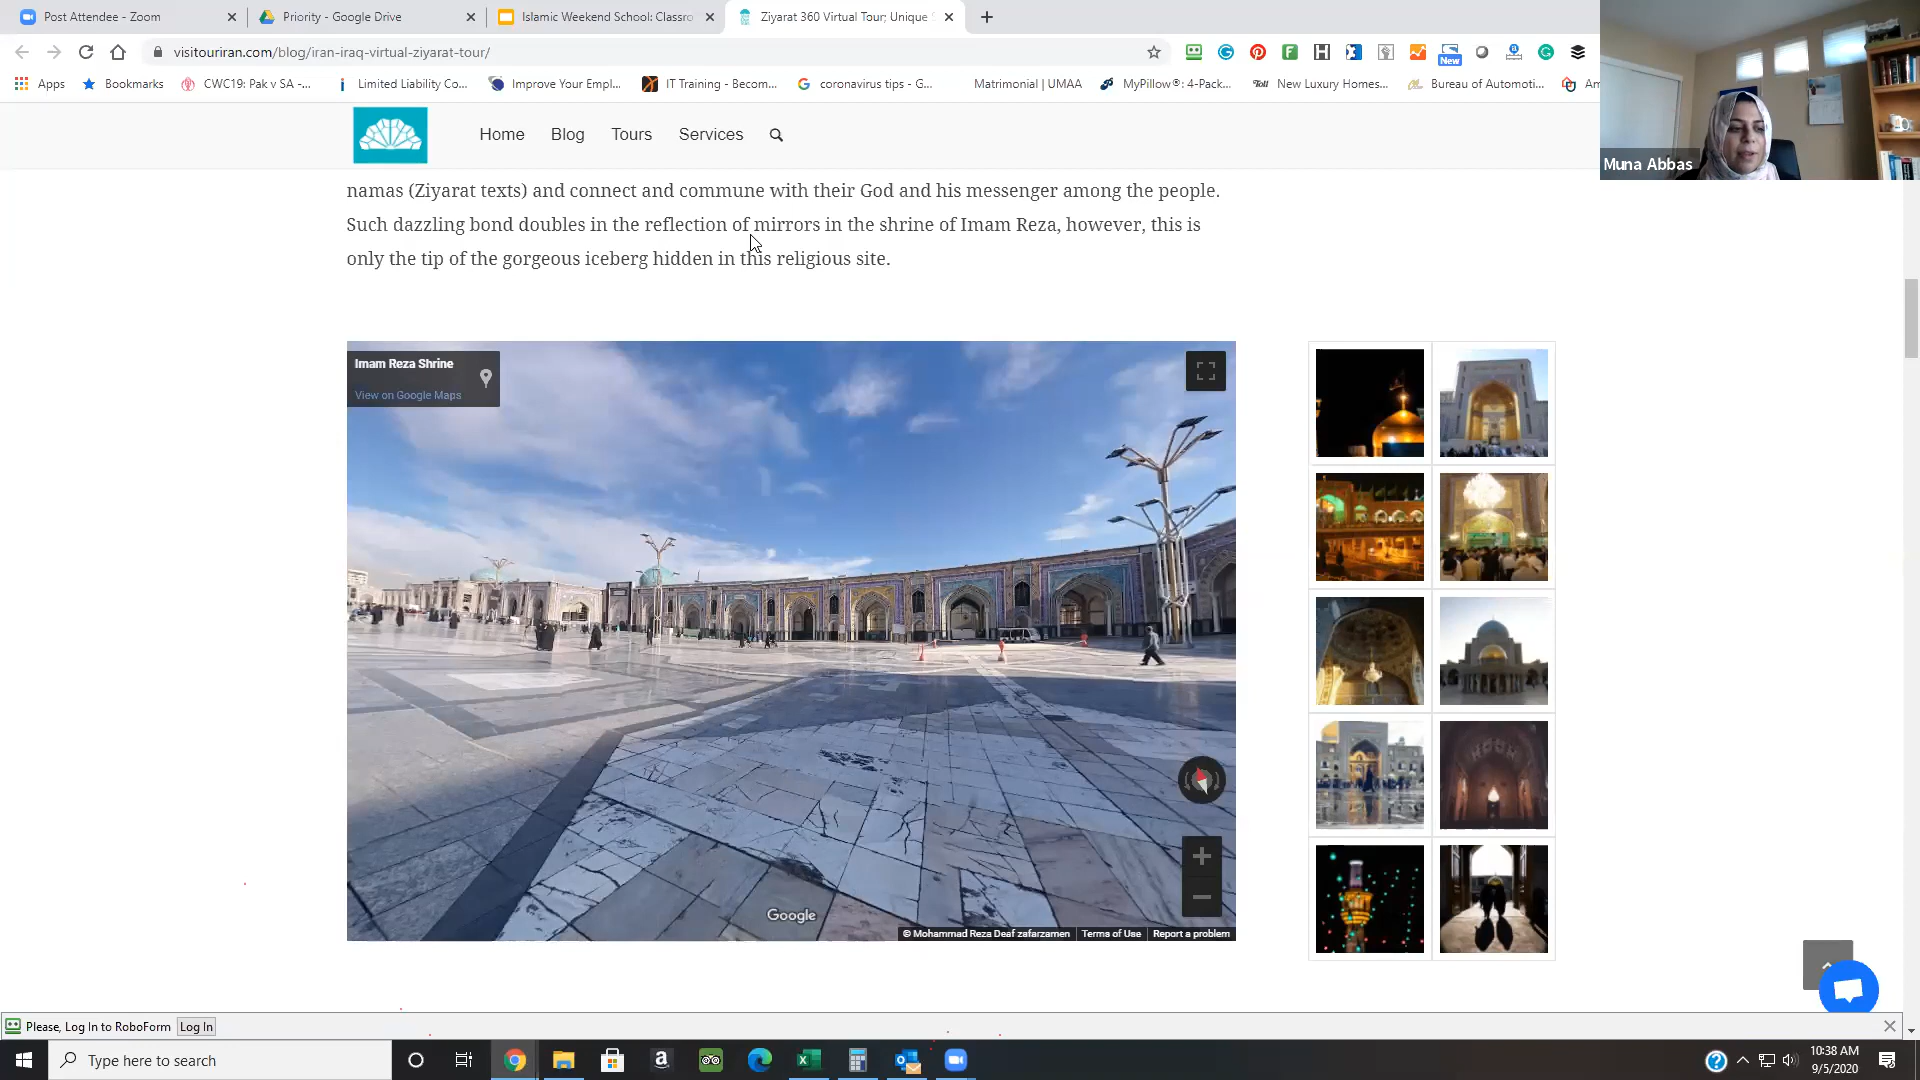 Post Attendee - Zoom
Priority - Google Drive
Islamic Weekend School: Classro
Ziyarat 360 Virtual Tour; Unique
visitouriran.com/blog/iran-iraq-virtual-ziyarat-tour/
New
Apps
Bookmarks
CWC19: Pak v SA -...
Limited Liability Co...
Improve Your Empl...
IT Training - Becom...
coronavirus tips - G...
Matrimonial | UMAA
MyPillow®: 4-Pack...
Toll
New Luxury Homes...
Bureau of Automoti...
Am
Muna Abbas
Home
Blog
Tours
Services
namas (Ziyarat texts) and connect and commune with their God and his messenger among the people.
Such dazzling bond doubles in the reflection of mirrors in the shrine of Imam Reza, however, this is
only the tip of the gorgeous iceberg hidden in this religious site.
Imam Reza Shrine
View on Google Maps
Google
© Mohammad Reza Deaf zafarzamen
Terms of Use
Report a problem
Please, Log In to RoboForm
Log In
Type here to search
10:38 AM
9/5/2020